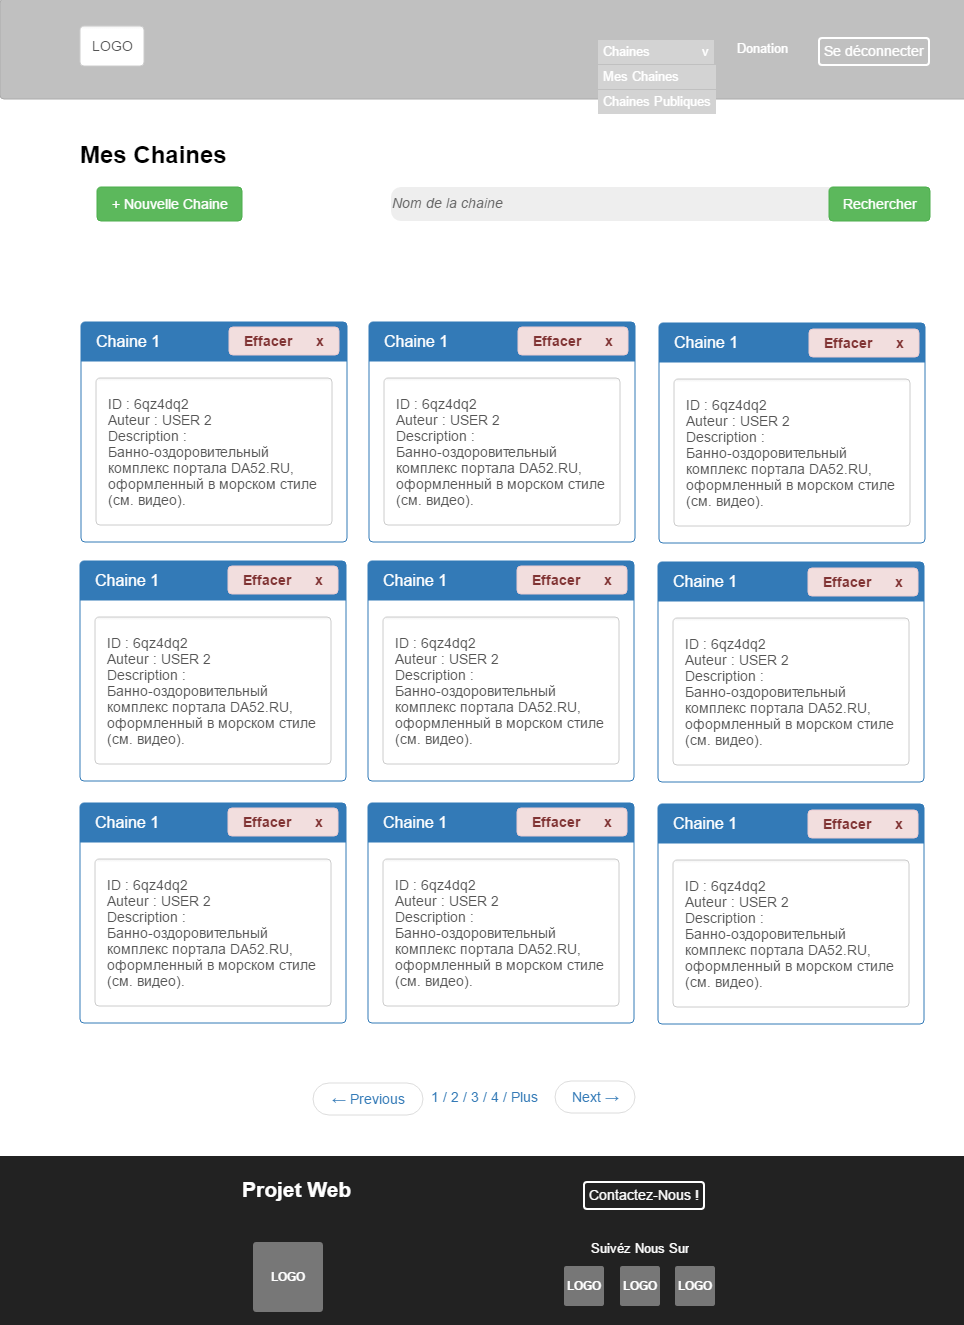 LOGO
Chaines v
Donation
Se déconnecter
Mes Chaines
Chaines Publiques
Mes Chaines
+ Nouvelle Chaine
Nom de la chaine
Rechercher
Chaine 1
Effacer x
ID : 6qz4dq2
Auteur : USER 2
Description :
Банно-оздоровительный
комплекс портала DA52.RU,
оформленный в морском стиле
(см. видео).
Chaine 1
Effacer x
ID : 6qz4dq2
Auteur : USER 2
Description :
Банно-оздоровительный
комплекс портала DA52.RU,
оформленный в морском стиле
(см. видео).
Chaine 1
Effacer x
ID : 6qz4dq2
Auteur : USER 2
Description :
Банно-оздоровительный
комплекс портала DA52.RU,
оформленный в морском стиле
(см. видео).
Chaine 1
Effacer x
ID : 6qz4dq2
Auteur : USER 2
Description :
Банно-оздоровительный
комплекс портала DA52.RU,
оформленный в морском стиле
(см. видео).
Chaine 1
Effacer x
ID : 6qz4dq2
Auteur : USER 2
Description :
Банно-оздоровительный
комплекс портала DA52.RU,
оформленный в морском стиле
(см. видео).
Chaine 1
Effacer x
ID : 6qz4dq2
Auteur : USER 2
Description :
Банно-оздоровительный
комплекс портала DA52.RU,
оформленный в морском стиле
(см. видео).
Chaine 1
Effacer x
ID : 6qz4dq2
Auteur : USER 2
Description :
Банно-оздоровительный
комплекс портала DA52.RU,
оформленный в морском стиле
(см. видео).
Chaine 1
Effacer x
ID : 6qz4dq2
Auteur : USER 2
Description :
Банно-оздоровительный
комплекс портала DA52.RU,
оформленный в морском стиле
(см. видео).
Chaine 1
Effacer x
ID : 6qz4dq2
Auteur : USER 2
Description :
Банно-оздоровительный
комплекс портала DA52.RU,
оформленный в морском стиле
(см. видео).
← Previous
1 / 2 / 3 / 4 / Plus
Next →
Projet Web
LOGO
Contactez-Nous !
Suivéz Nous Sur
LOGO
LOGO
LOGO